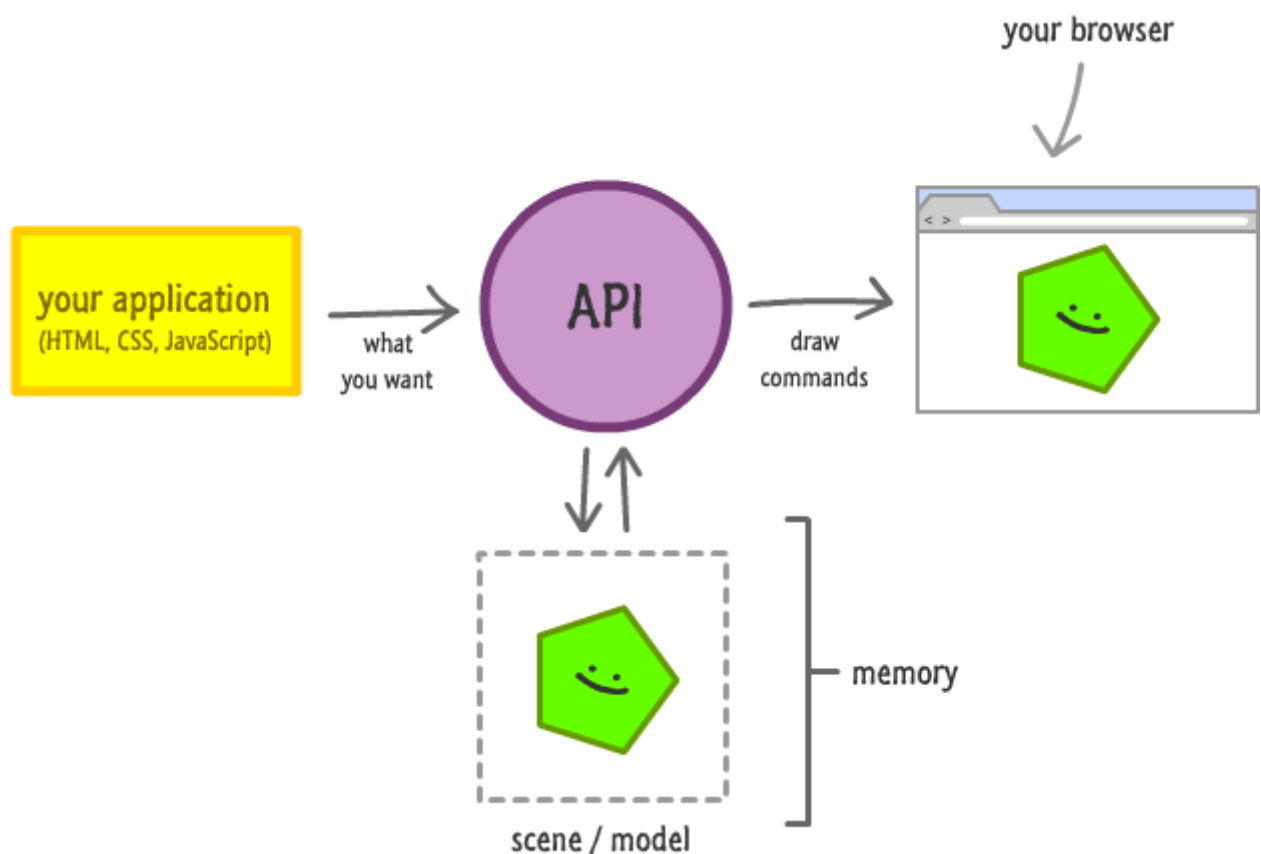 your browser
< >
your application
(HTML, CSS, JavaScript)
what
you want
API
draw
commands
memory
scene / model